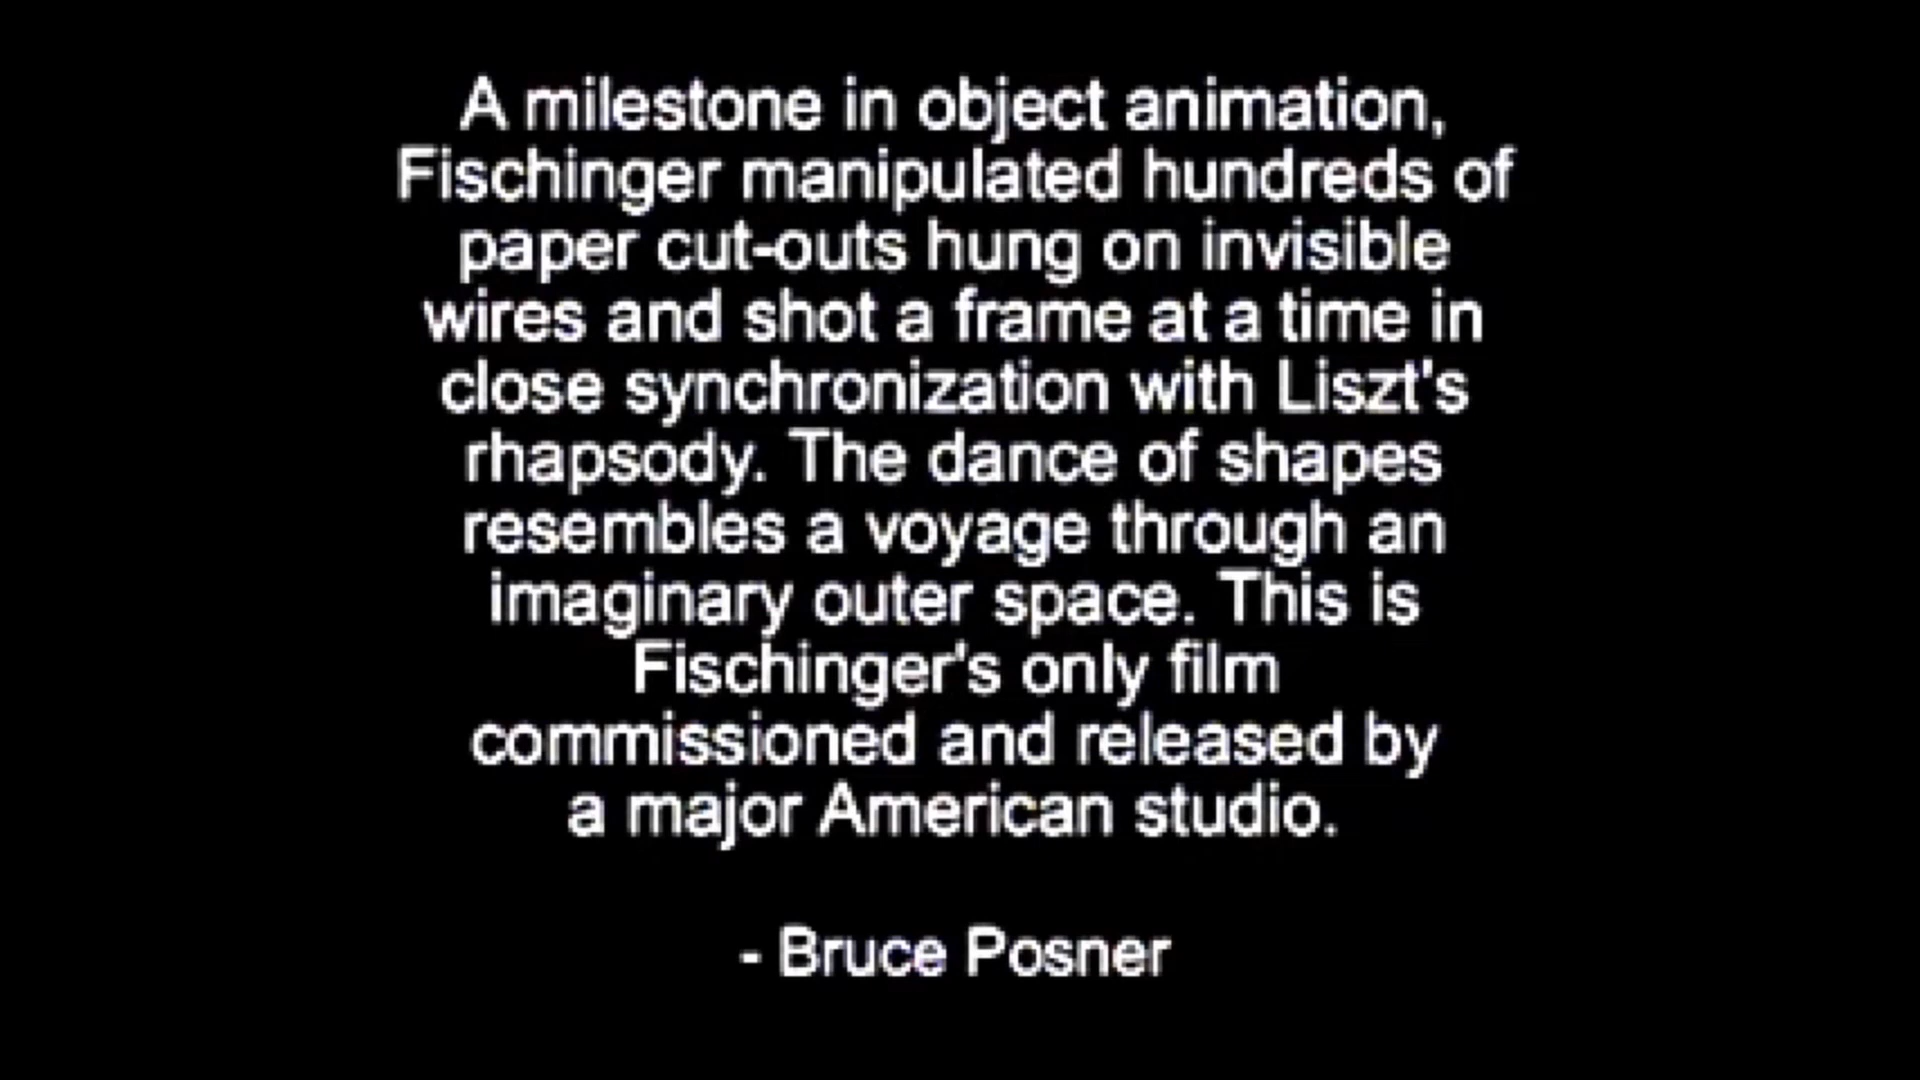 A milestone in object animation,
Fischinger manipulated hundreds of
paper cut-outs hung on invisible
wires and shot a frame at a time in
close synchronization with Liszt's
rhapsody. The dance of shapes
resembles a voyage through an
imaginary outer space. This is
Fischinger's only film
commissioned and released by
a major American studio.
- Bruce Posner